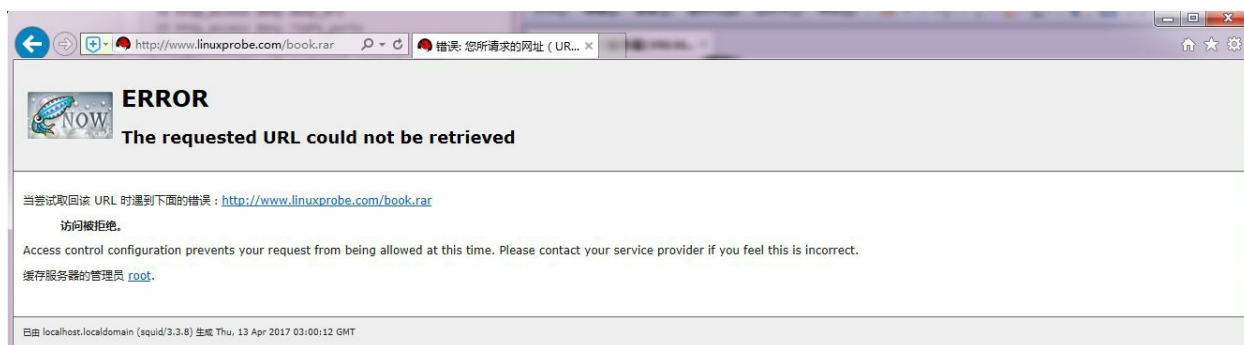 http://www.linuxprobe.com/book.rar
错误: 您所请求的网址（UR...
ERROR
NOW
The requested URL could not be retrieved
当尝试取回该 URL 时遇到下面的错误：http://www.linuxprobe.com/book.rar
访问被拒绝。
Access control configuration prevents your request from being allowed at this time. Please contact your service provider if you feel this is incorrect.
缓存服务器的管理员 root.
已由 localhost.localdomain (squid/3.3.8) 生成 Thu, 13 Apr 2017 03:00:12 GMT